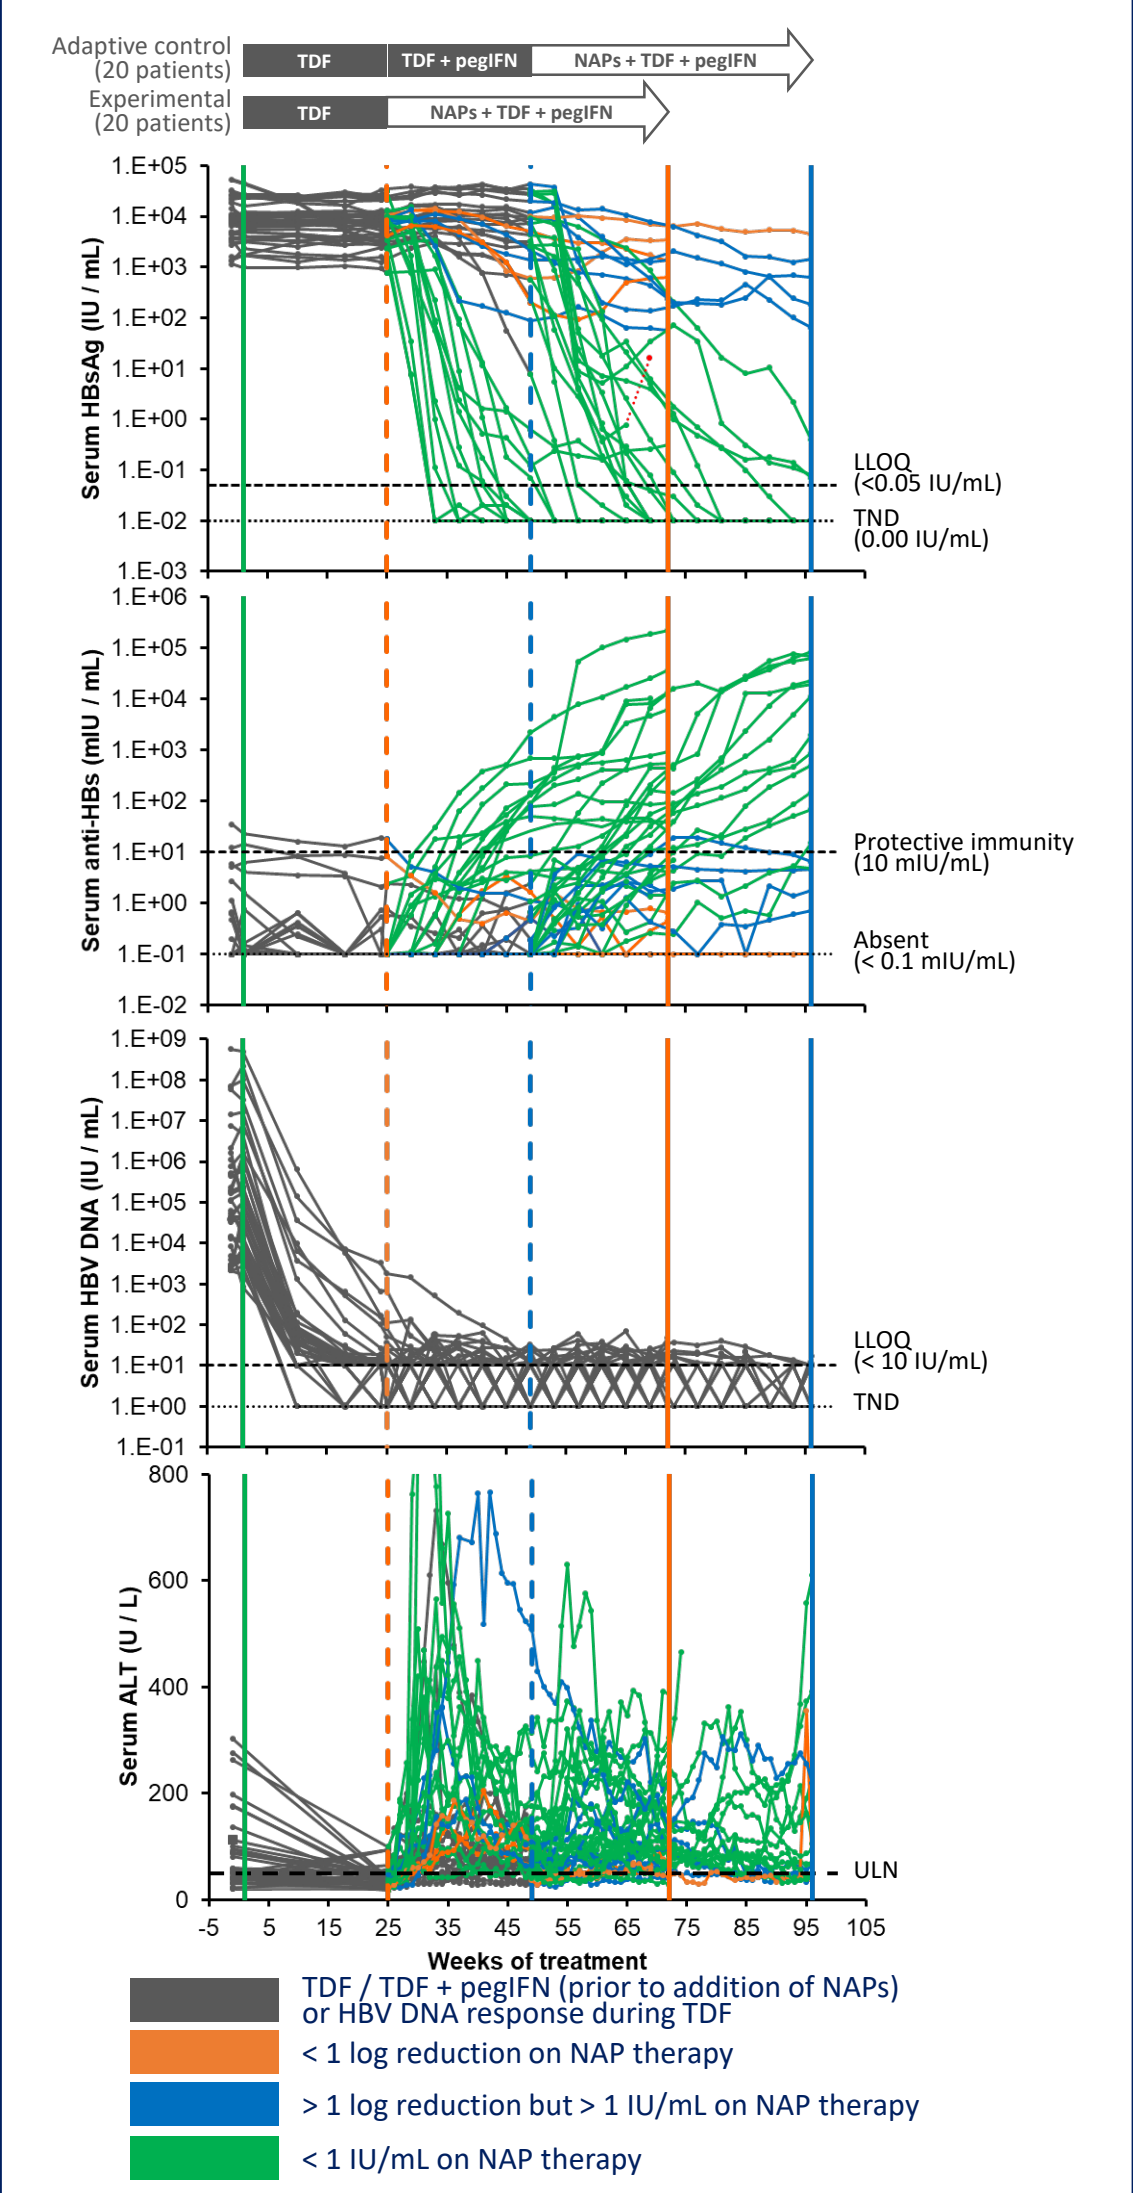 Adaptive control
(20 patients)
TDF
TDF + pegIFN
NAPs + TDF + pegIFN
Experimental
(20 patients)
TDF
NAPs + TDF + pegIFN
Serum HBsAg (IU / mL)
1.E+05
1.E+04
1.E+03
1.E+02
1.E+01
1.E+00
1.E-01
1.E-02
1.E-03
LLOQ
(<0.05 IU/mL)
TND
(0.00 IU/mL)
Serum anti-HBs (mIU / mL)
1.E+06
1.E+05
1.E+04
1.E+03
1.E+02
1.E+01
1.E+00
1.E-01
1.E-02
Protective immunity
(10 mIU/mL)
Absent
(< 0.1 mIU/mL)
Serum HBV DNA (IU / mL)
1.E+09
1.E+08
1.E+07
1.E+06
1.E+05
1.E+04
1.E+03
1.E+02
1.E+01
1.E+00
1.E-01
LLOQ
(< 10 IU/mL)
TND
Serum ALT (U / L)
800
600
400
200
0
ULN
-5 5 15 25 35 45 55 65 75 85 95 105
Weeks of treatment
TDF / TDF + pegIFN (prior to addition of NAPs)
or HBV DNA response during TDF
< 1 log reduction on NAP therapy
> 1 log reduction but > 1 IU/mL on NAP therapy
< 1 IU/mL on NAP therapy